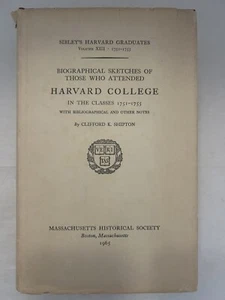 SIBLEY'S HARVARD GRADUATES
VOLUME XIII · 1751–1755
BIOGRAPHICAL SKETCHES OF
THOSE WHO ATTENDED
HARVARD COLLEGE
IN THE CLASSES 1751–1755
WITH BIBLIOGRAPHICAL AND OTHER NOTES
By CLIFFORD K. SHIPTON
MASSACHUSETTS HISTORICAL SOCIETY
Boston, Massachusetts
1965